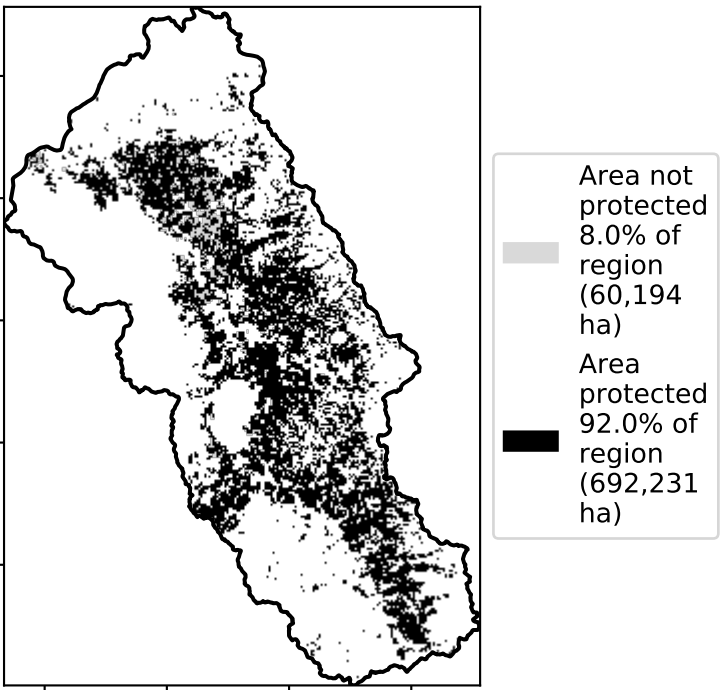 Area not
protected
8.0% of
region
(60,194
ha)
Area
protected
92.0% of
region
(692,231
ha)